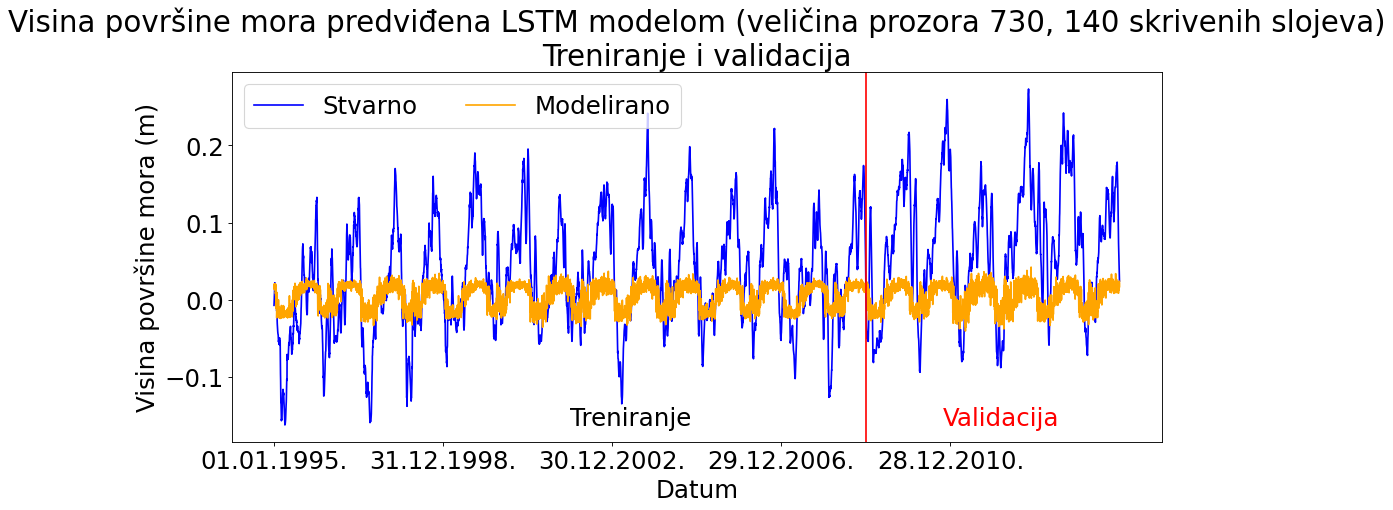 Visina površine mora predviđena LSTM modelom (veličina prozora 730, 140 skrivenih slojeva)
Treniranje i validacija
Stvarno
Modelirano
Visina površine mora (m)
0.2
0.1
0.0
−0.1
Treniranje
Validacija
01.01.1995.
31.12.1998.
30.12.2002.
29.12.2006.
28.12.2010.
Datum